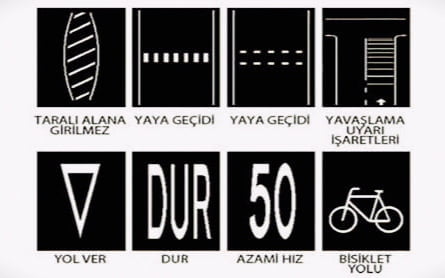 TARALI ALANA
GİRİLMEZ
YAYA GEÇİDİ
YAYA GEÇİDİ
YAVAŞLAMA
UYARI
İŞARETLERİ
DUR
50
YOL VER
DUR
AZAMİ HIZ
BİSİKLET
YOLU